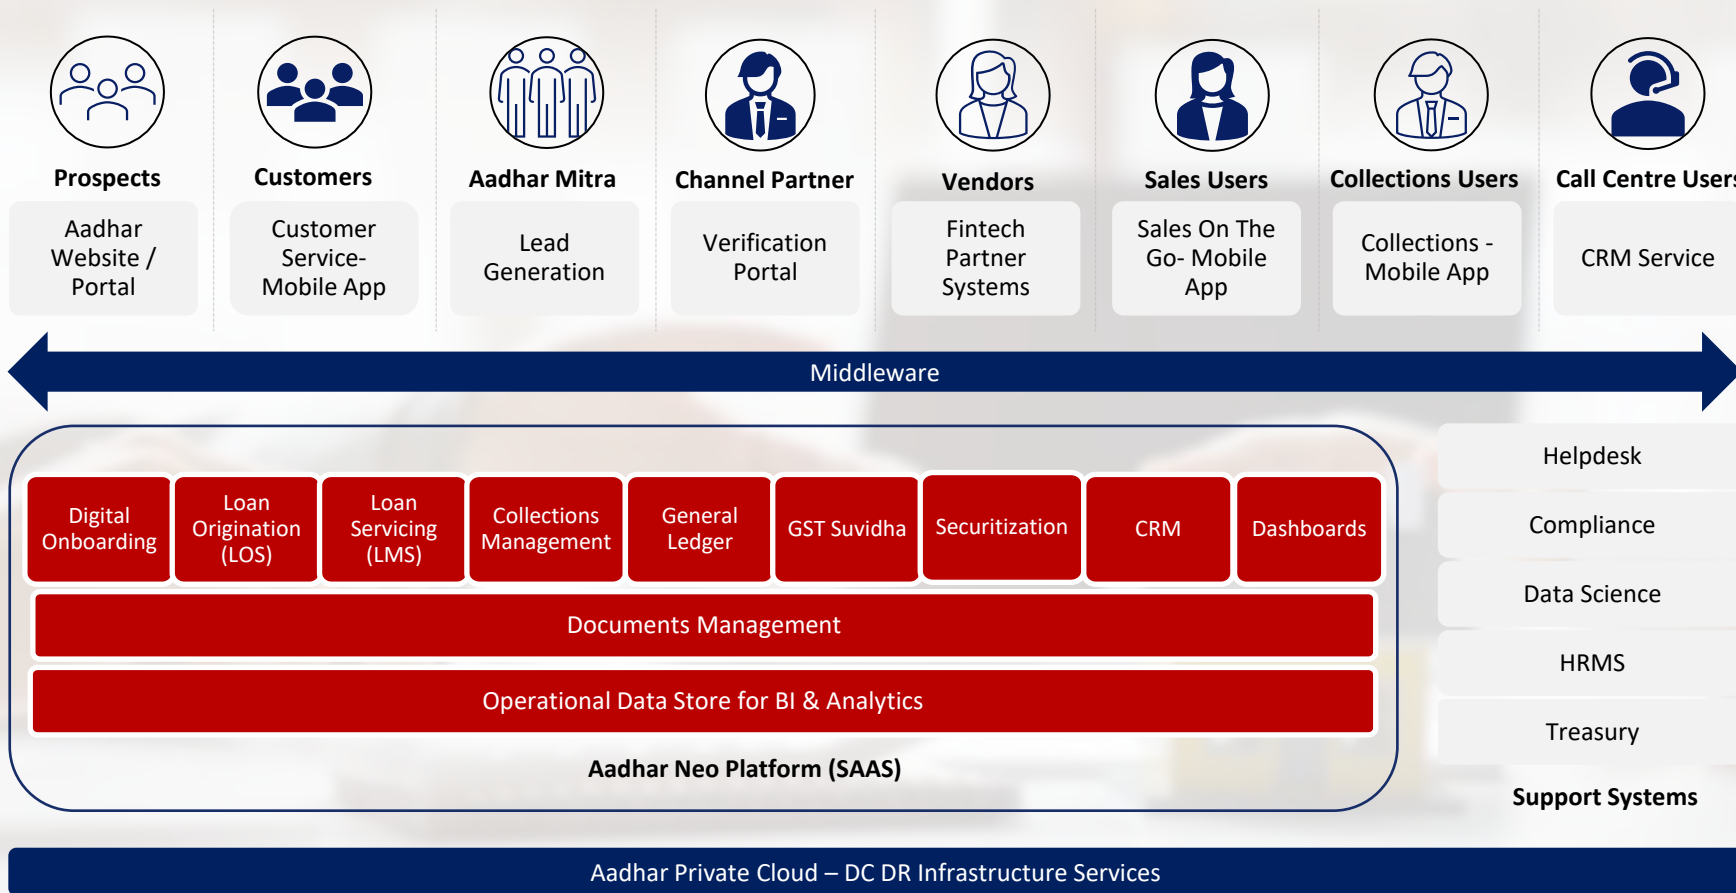 Prospects
Customers
Aadhar Mitra
Channel Partner
Vendors
Sales Users
Collections Users
Call Centre Users
Aadhar
Website /
Portal
Customer
Service-
Mobile App
Lead
Generation
Verification
Portal
Fintech
Partner
Systems
Sales On The
Go- Mobile
App
Collections -
Mobile App
CRM Service
Middleware
Digital
Onboarding
Loan
Origination
(LOS)
Loan
Servicing
(LMS)
Collections
Management
General
Ledger
GST Suvidha
Securitization
CRM
Dashboards
Documents Management
Operational Data Store for BI & Analytics
Aadhar Neo Platform (SAAS)
Helpdesk
Compliance
Data Science
HRMS
Treasury
Support Systems
Aadhar Private Cloud – DC DR Infrastructure Services